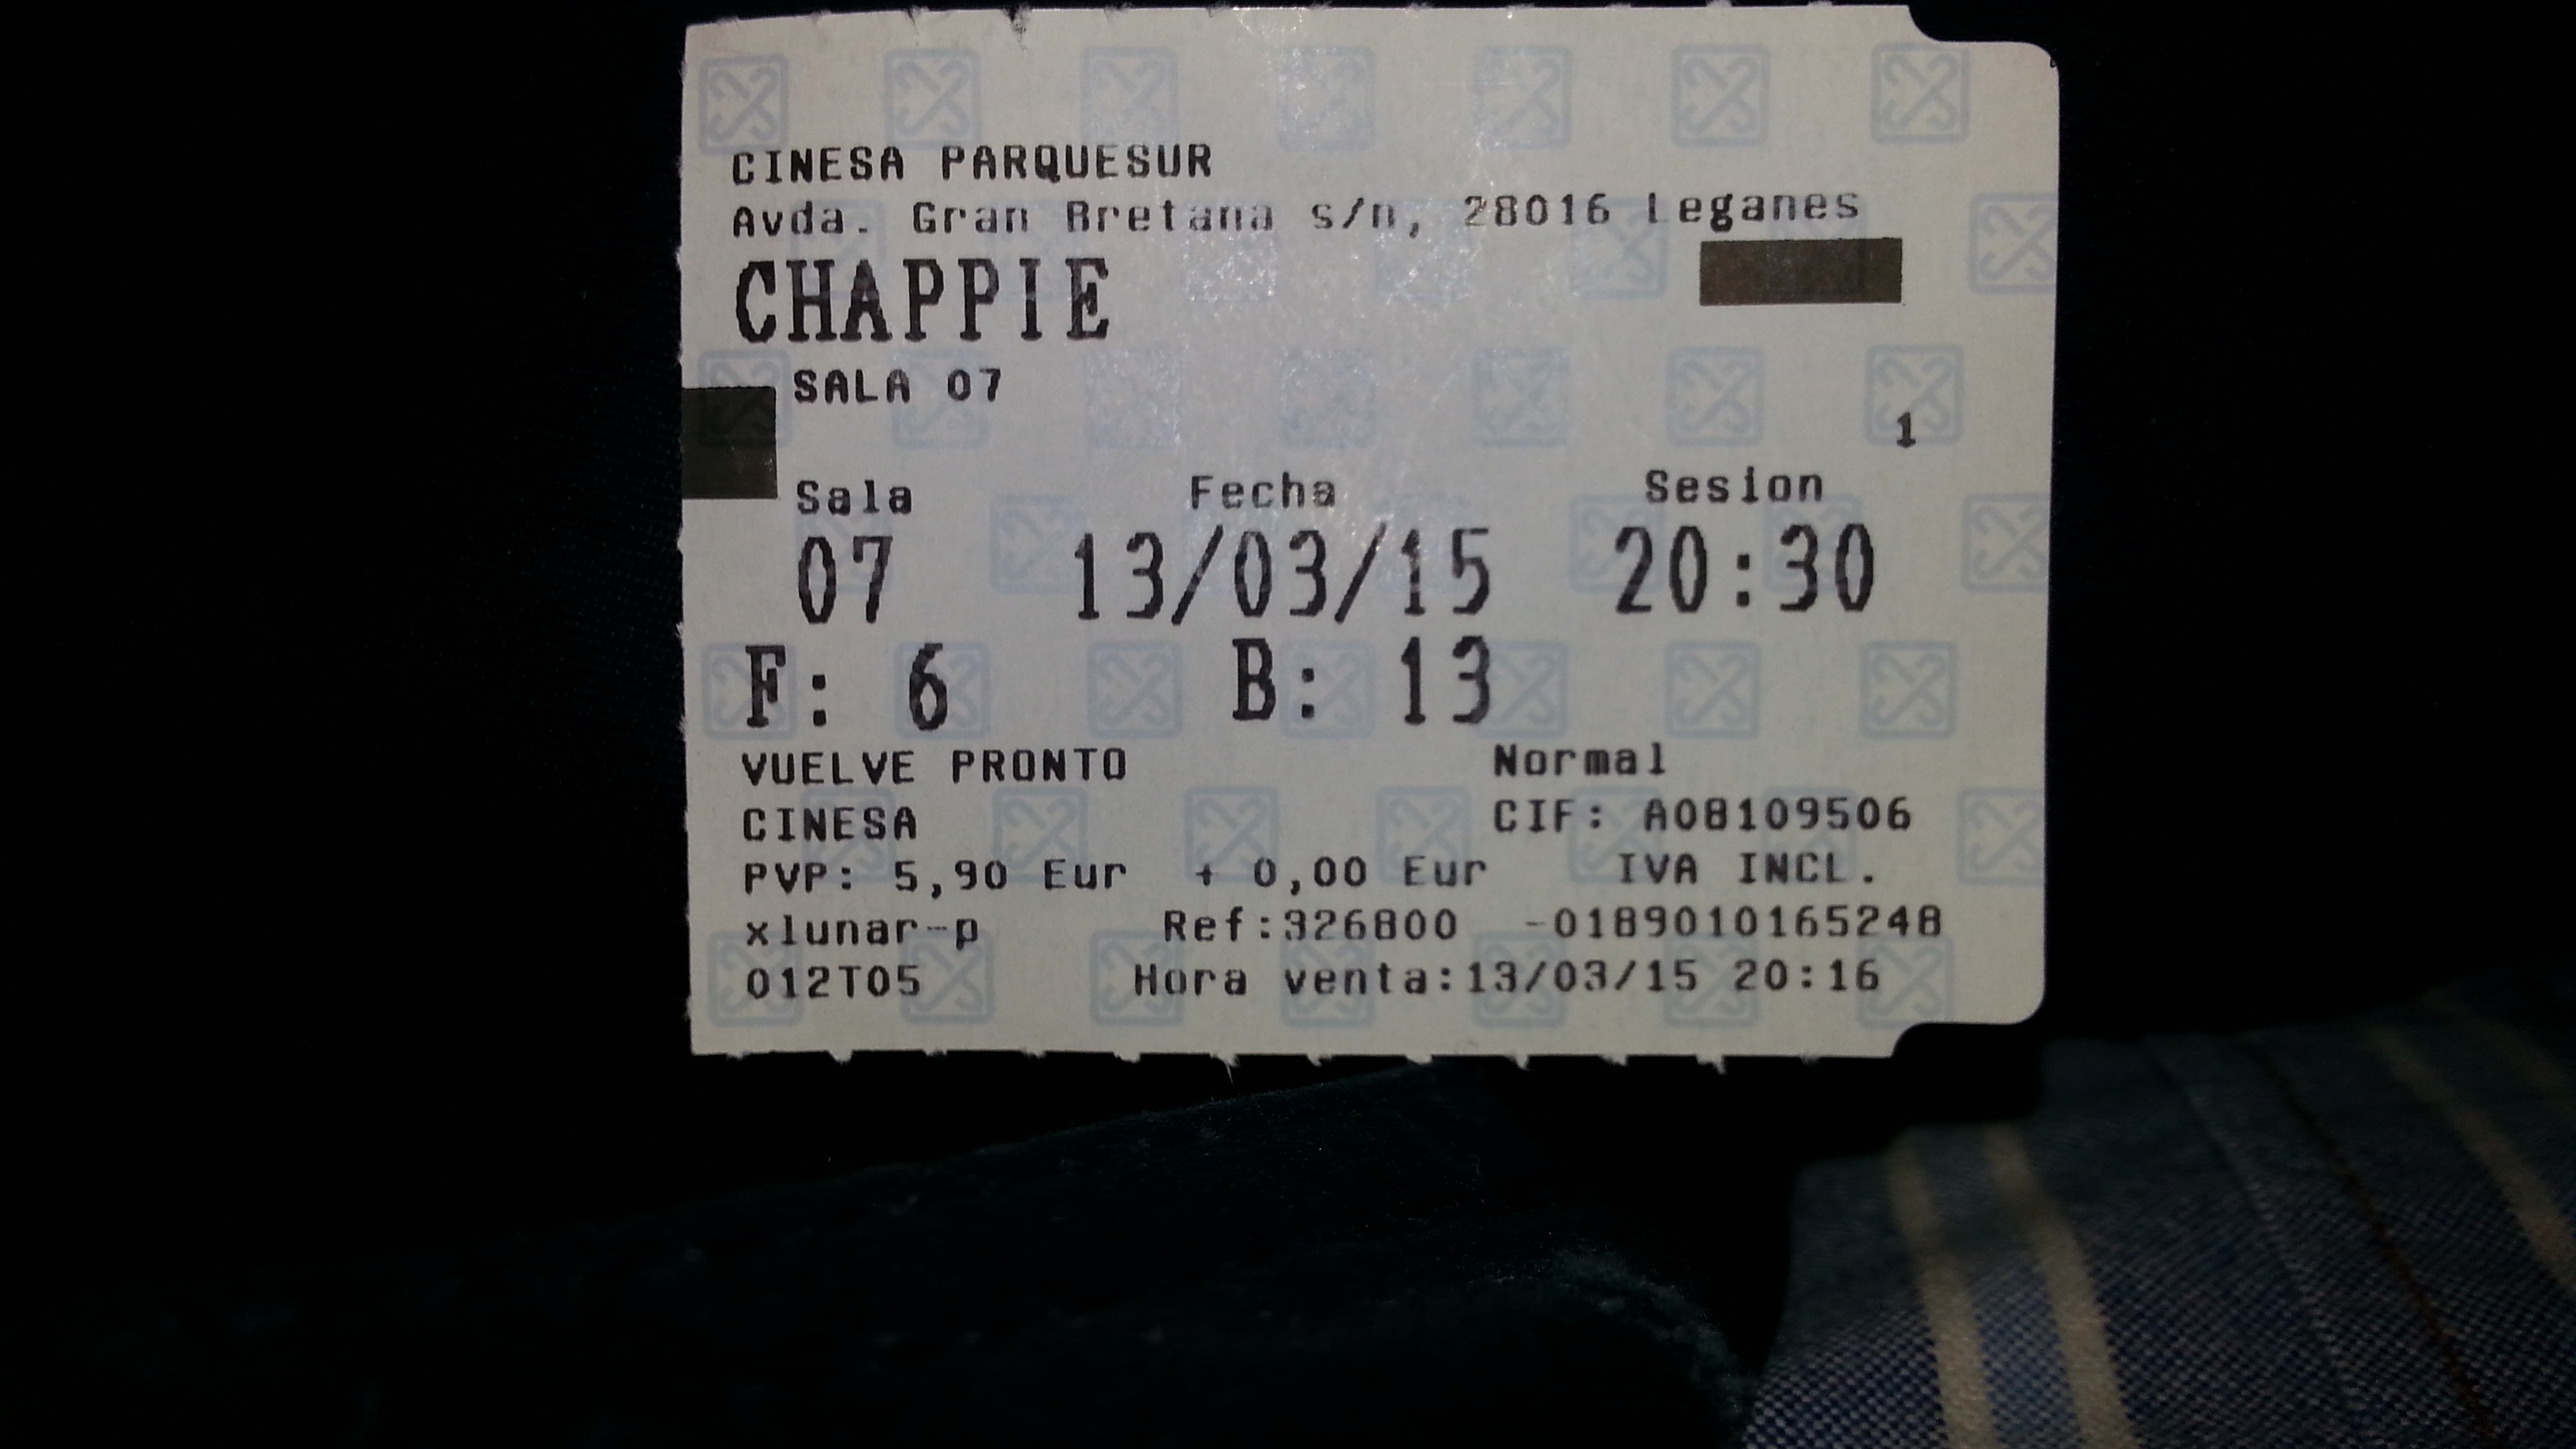 CINESA PARQUESUR
Avda. Gran Bretana s/n, 28016 Leganes
CHAPPIE
SALA 07
1
Sala Fecha Sesion
07 13/03/15 20:30
F: 6 B: 13
VUELVE PRONTO Normal
CINESA CIF: A08109506
PVP: 5,90 Eur + 0,00 Eur IVA INCL.
xlunar-p Ref:326800 -0189010165248
012T05 Hora venta:13/03/15 20:16